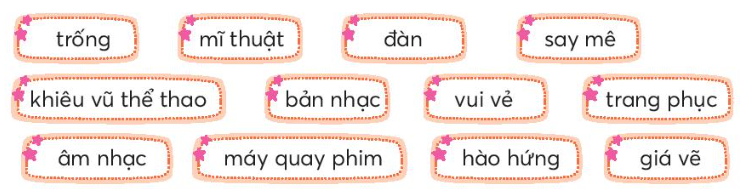 trống mĩ thuật đàn say mê
khiêu vũ thể thao bản nhạc vui vẻ trang phục
âm nhạc máy quay phim hào hứng giá vẽ